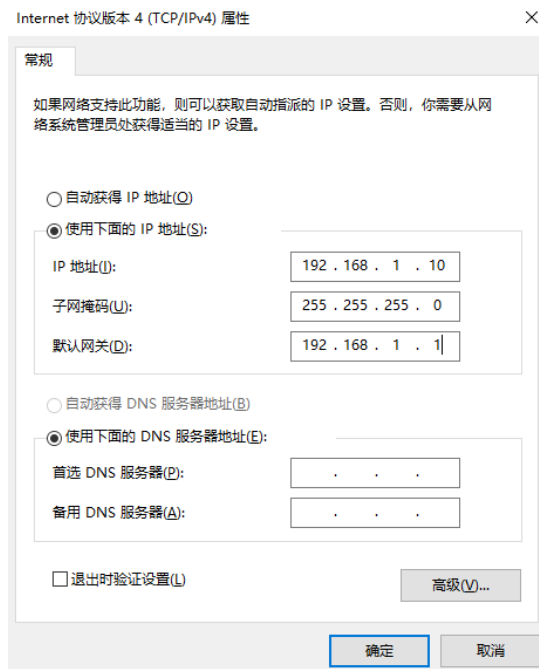 Internet 协议版本 4 (TCP/IPv4) 属性
常规
如果网络支持此功能，则可以获取自动指派的 IP 设置。否则，你需要从网
络系统管理员处获得适当的 IP 设置。
自动获得 IP 地址(O)
使用下面的 IP 地址(S):
IP 地址(I):
192 . 168 . 1 . 10
子网掩码(U):
255 . 255 . 255 . 0
默认网关(D):
192 . 168 . 1 . 1
自动获得 DNS 服务器地址(B)
使用下面的 DNS 服务器地址(E):
首选 DNS 服务器(P):
. . .
备用 DNS 服务器(A):
. . .
退出时验证设置(L)
高级(V)...
确定
取消